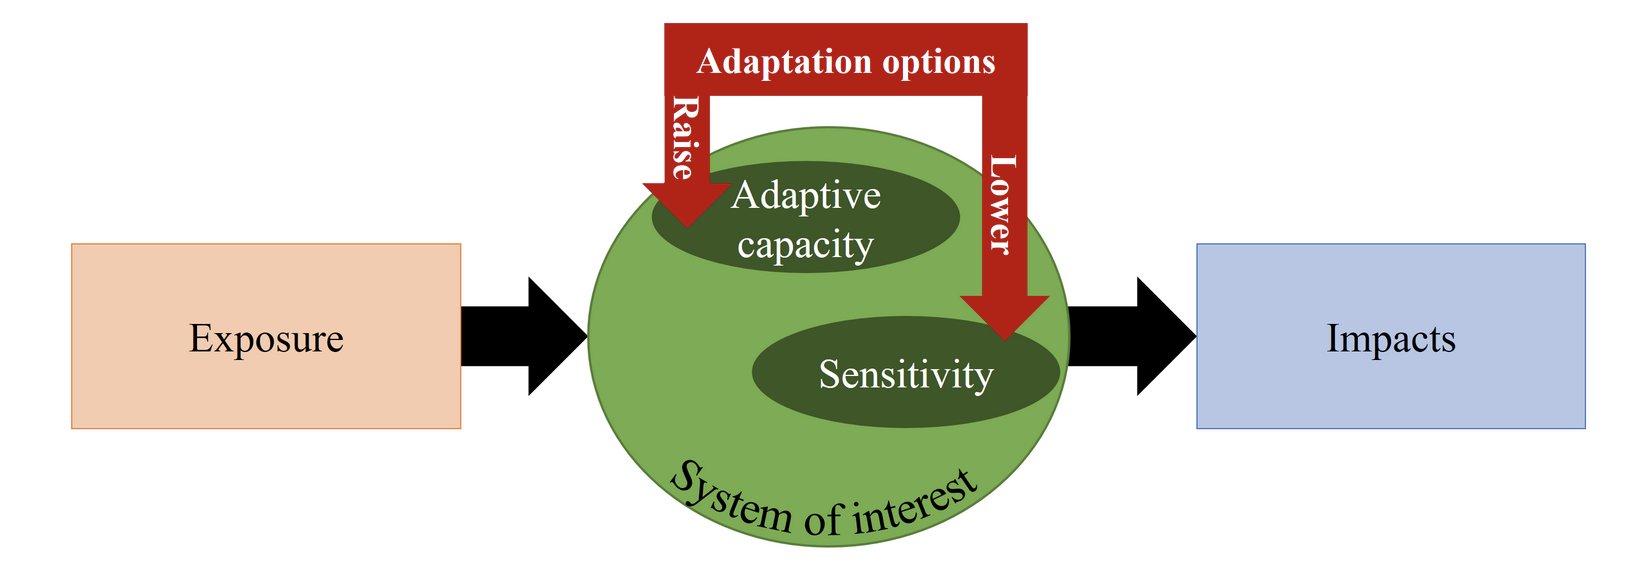 Adaptation options
Raise
Lower
Adaptive
capacity
Exposure
Sensitivity
Impacts
System of interest